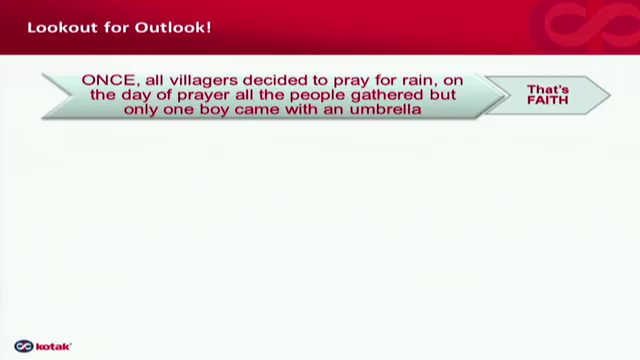 Lookout for Outlook!
ONCE, all villagers decided to pray for rain, on
the day of prayer all the people gathered but
only one boy came with an umbrella
That's
FAITH
kotak